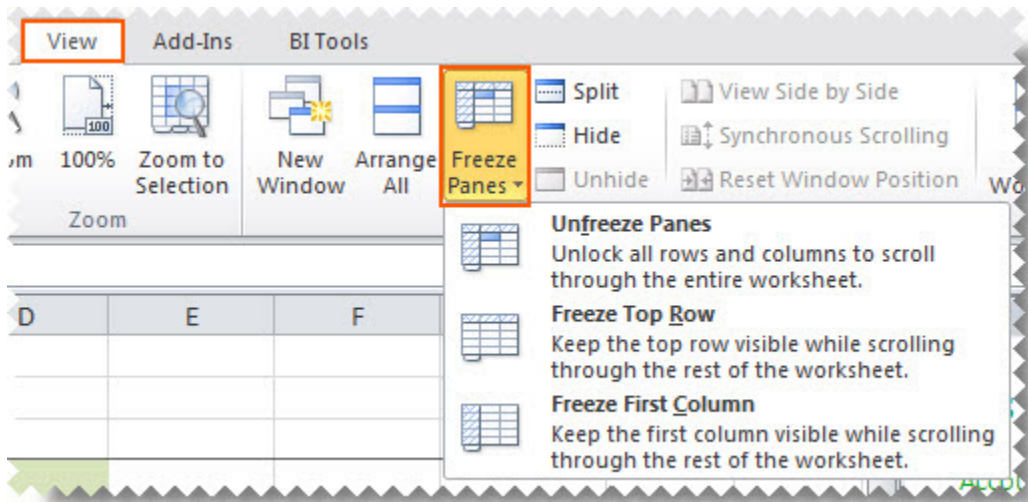 View Add-Ins BI Tools
100
100% Zoom to Selection
New Window
Arrange All
Freeze Panes
Split
Hide
Unhide
View Side by Side
Synchronous Scrolling
Reset Window Position
Zoom
Unfreeze Panes
Unlock all rows and columns to scroll
through the entire worksheet.
Freeze Top Row
Keep the top row visible while scrolling
through the rest of the worksheet.
Freeze First Column
Keep the first column visible while scrolling
through the rest of the worksheet.
D E F